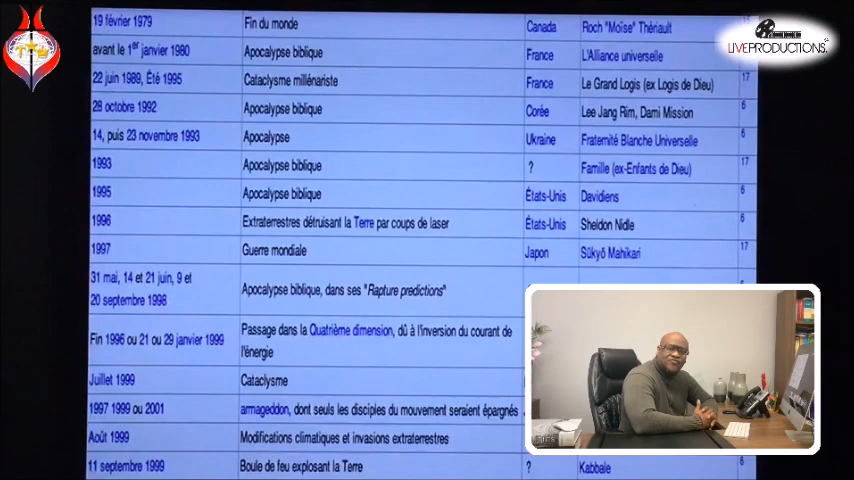 LIVEPRODUCTIONS.
19 février 1979 Fin du monde Canada Roch "Moïse" Thériault
avant le 1er janvier 1980 Apocalypse biblique France L'Alliance universelle
22 juin 1989, Été 1995 Cataclysme millénariste France Le Grand Logis (ex Logis de Dieu) 17
28 octobre 1992 Apocalypse biblique Corée Lee Jang Rim, Dami Mission 6
14, puis 23 novembre 1993 Apocalypse Ukraine Fraternité Blanche Universelle 6
1993 Apocalypse biblique ? Famille (ex-Enfants de Dieu) 17
1995 Apocalypse biblique États-Unis Davidiens 6
1996 Extraterrestres détruisant la Terre par coups de laser États-Unis Sheldon Nidle 6
1997 Guerre mondiale Japon Sûkyô Mahikari 17
31 mai, 14 et 21 juin, 9 et
20 septembre 1998
Apocalypse biblique, dans ses "Rapture predictions"
Fin 1996 ou 21 ou 29 janvier 1999
Passage dans la Quatrième dimension, dû à l'inversion du courant de
l'énergie
Juillet 1999 Cataclysme
1997 1999 ou 2001 armageddon, dont seuls les disciples du mouvement seraient épargnés
Août 1999 Modifications climatiques et invasions extraterrestres
11 septembre 1999 Boule de feu explosant la Terre ? Kabbale 6